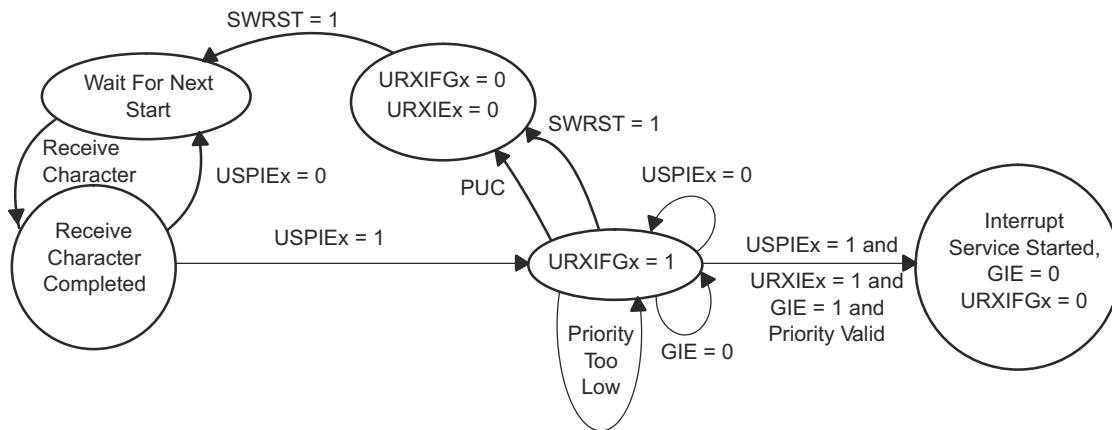 SWRST = 1
Wait For Next
Start
URXIFGx = 0
URXIEx = 0
SWRST = 1
Receive
Character
USPIEx = 0
PUC
USPIEx = 0
Receive
Character
Completed
USPIEx = 1
URXIFGx = 1
USPIEx = 1 and
URXIEx = 1 and
GIE = 1 and
Priority Valid
Interrupt
Service Started,
GIE = 0
URXIFGx = 0
Priority
Too
Low
GIE = 0